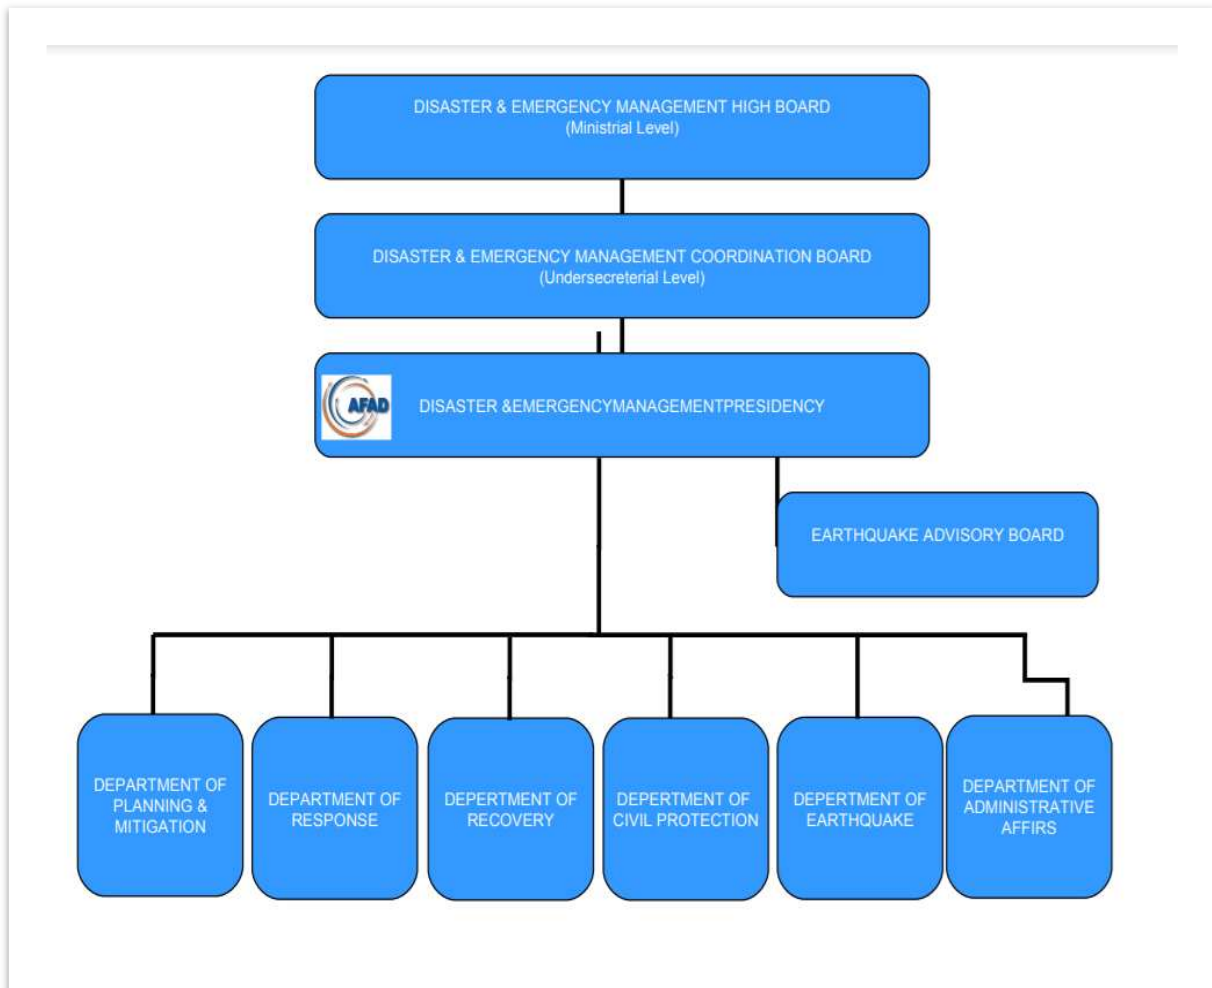 DISASTER & EMERGENCY MANAGEMENT HIGH BOARD
(Ministrial Level)
DISASTER & EMERGENCY MANAGEMENT COORDINATION BOARD
(Undersecreterial Level)
AFAD
DISASTER &EMERGENCYMANAGEMENTPRESIDENCY
EARTHQUAKE ADVISORY BOARD
DEPARTMENT OF
PLANNING &
MITIGATION
DEPARTMENT OF
RESPONSE
DEPERTMENT OF
RECOVERY
DEPERTMENT OF
CIVIL PROTECTION
DEPERTMENT OF
EARTHQUAKE
DEPARTMENT OF
ADMINISTRATIVE
AFFIRS